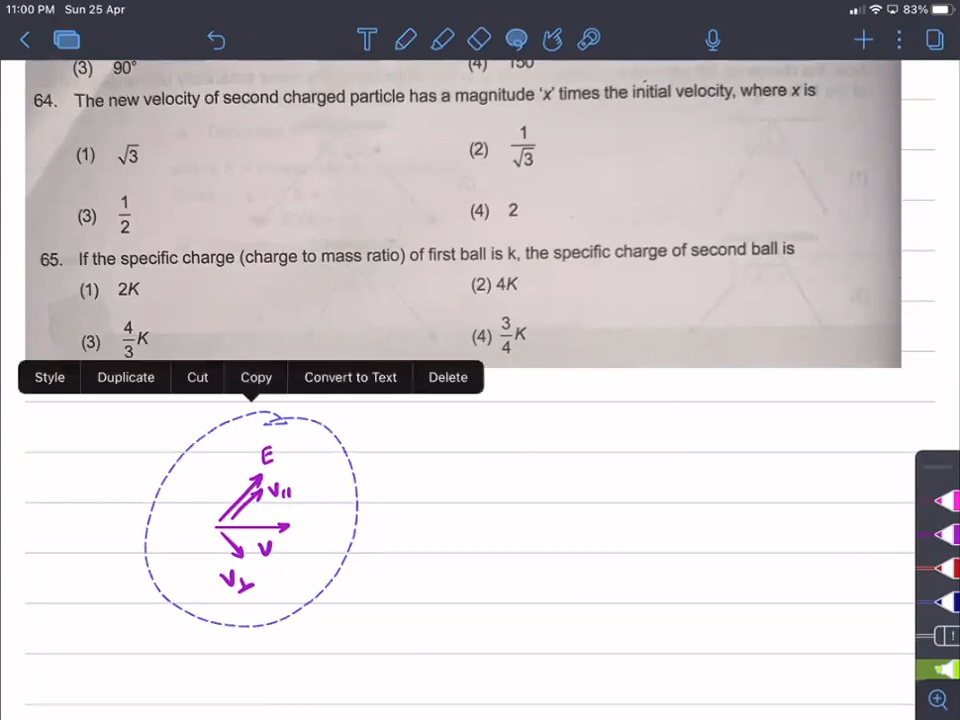 11:00 PM Sun 25 Apr 83%
(3) 90° (4) 150
64. The new velocity of second charged particle has a magnitude 'x' times the initial velocity, where x is
(1) √3 (2) 1/√3
(3) 1/2 (4) 2
65. If the specific charge (charge to mass ratio) of first ball is k, the specific charge of second ball is
(1) 2K (2) 4K
(3) 4/3 K (4) 3/4 K
Style Duplicate Cut Copy Convert to Text Delete
E
V||
V
V⊥